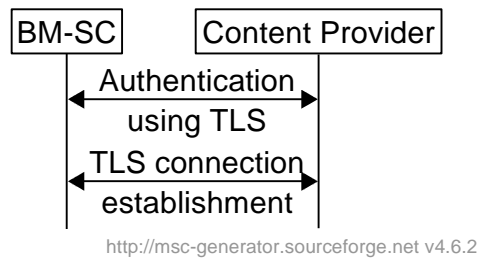 BM-SC
Content Provider
Authentication
using TLS
TLS connection
establishment
http://msc-generator.sourceforge.net v4.6.2